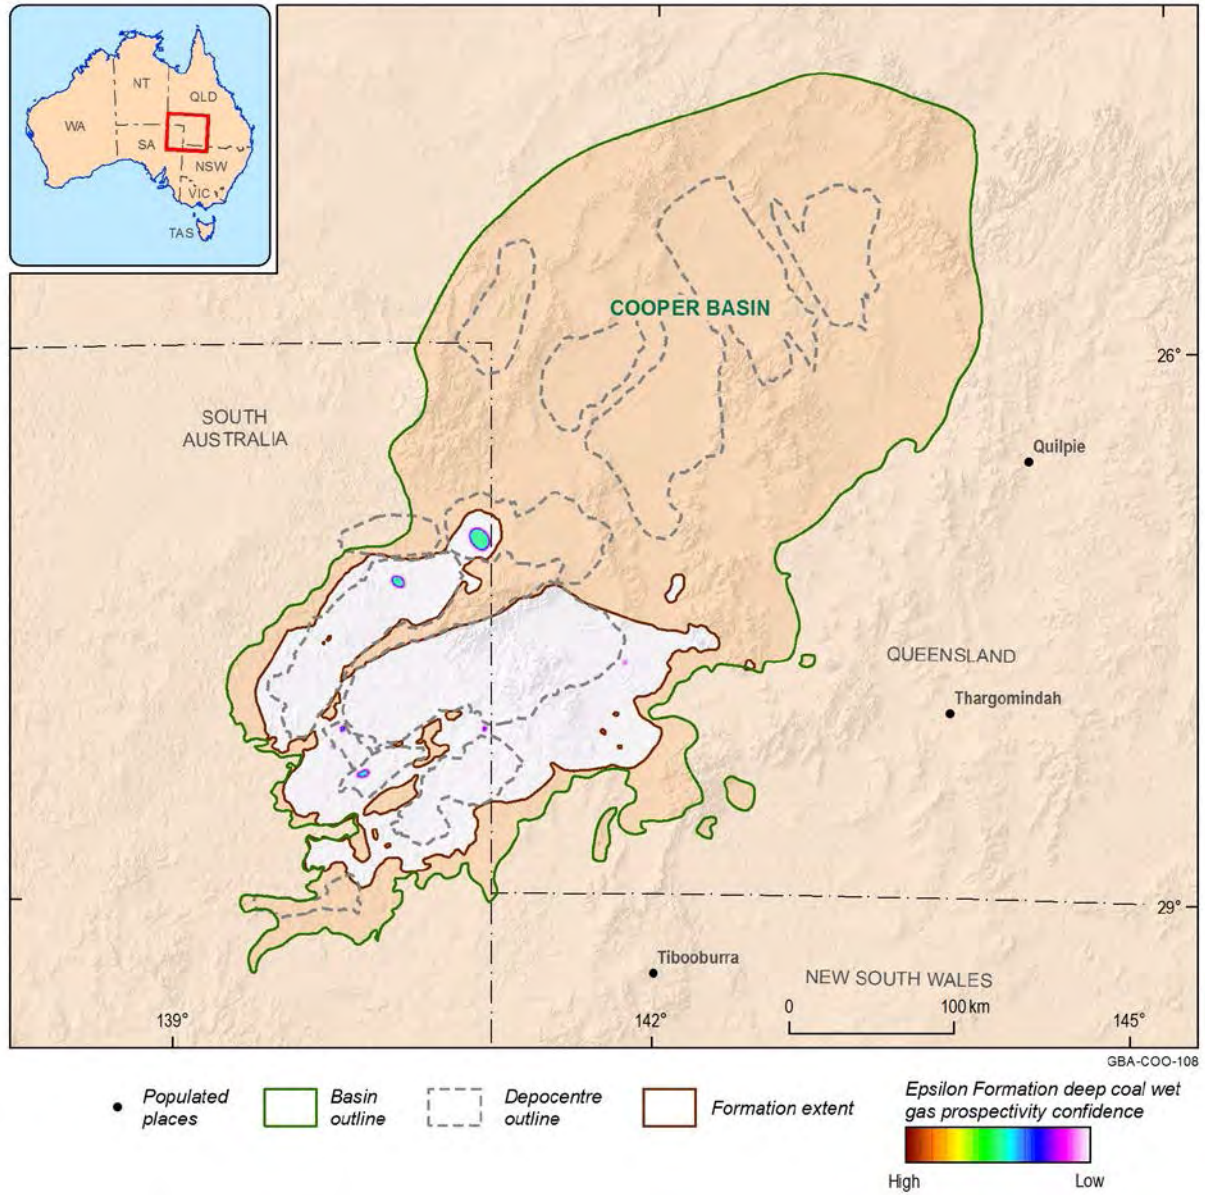 NT
QLD
WA
SA
NSW
VIC
TAS
COOPER BASIN
26°
SOUTH
AUSTRALIA
Quilpie
QUEENSLAND
Thargomindah
29°
Tibooburra
NEW SOUTH WALES
0 100 km
139° 142° 145°
GBA-COO-108
Populated
places
Basin
outline
Depocentre
outline
Formation extent
Epsilon Formation deep coal wet
gas prospectivity confidence
High Low